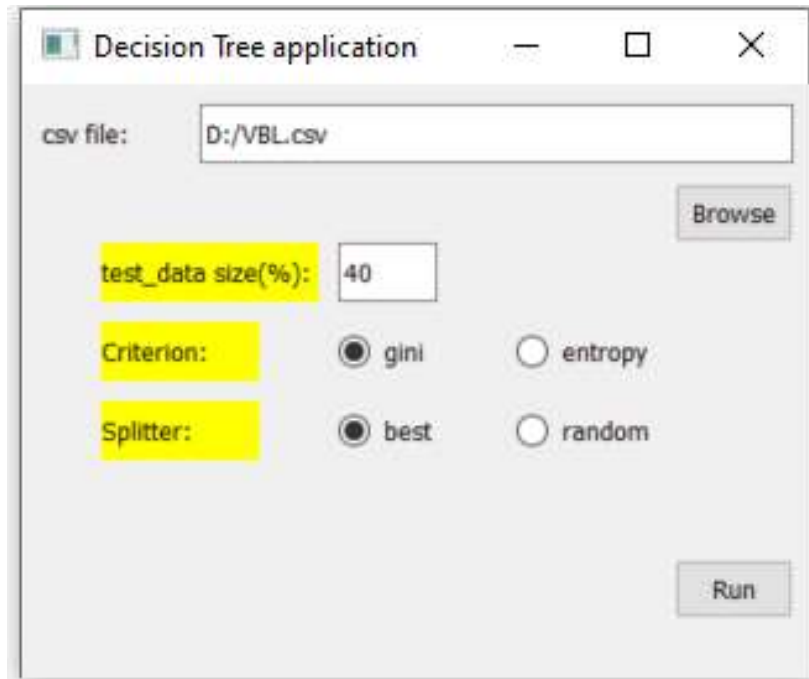 Decision Tree application
csv file: D:/VBL.csv
Browse
test_data size(%): 40
Criterion: gini entropy
Splitter: best random
Run